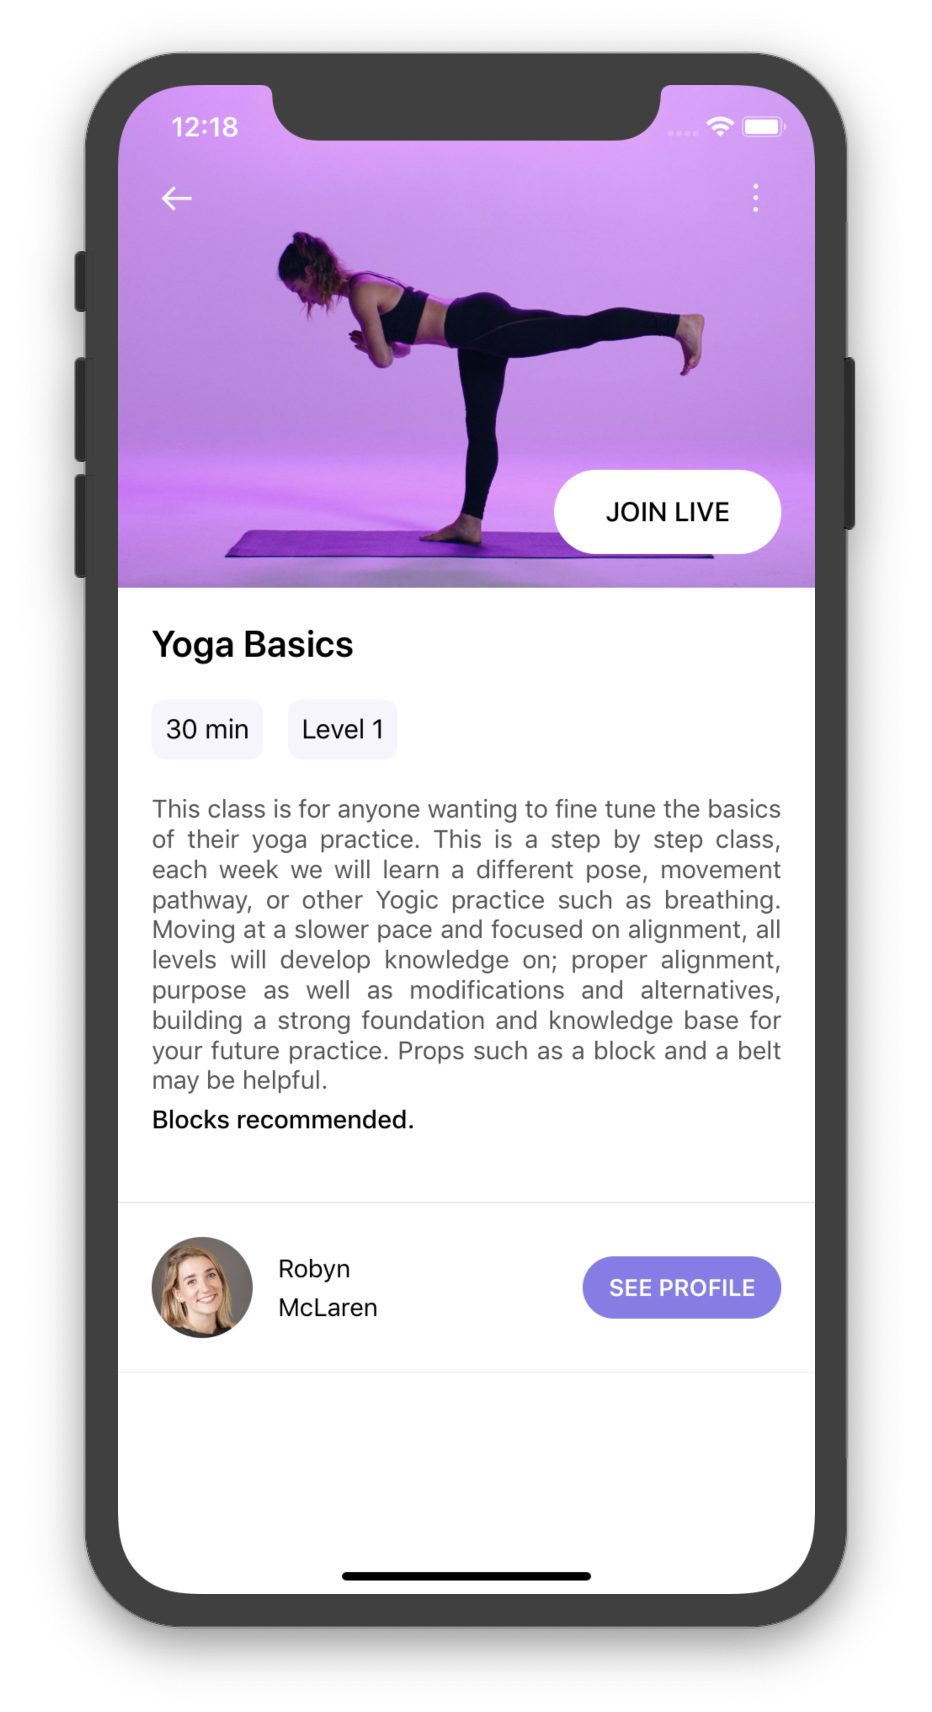 12:18
JOIN LIVE
Yoga Basics
30 min
Level 1
This class is for anyone wanting to fine tune the basics
of their yoga practice. This is a step by step class,
each week we will learn a different pose, movement
pathway, or other Yogic practice such as breathing.
Moving at a slower pace and focused on alignment, all
levels will develop knowledge on; proper alignment,
purpose as well as modifications and alternatives,
building a strong foundation and knowledge base for
your future practice. Props such as a block and a belt
may be helpful.
Blocks recommended.
Robyn
McLaren
SEE PROFILE